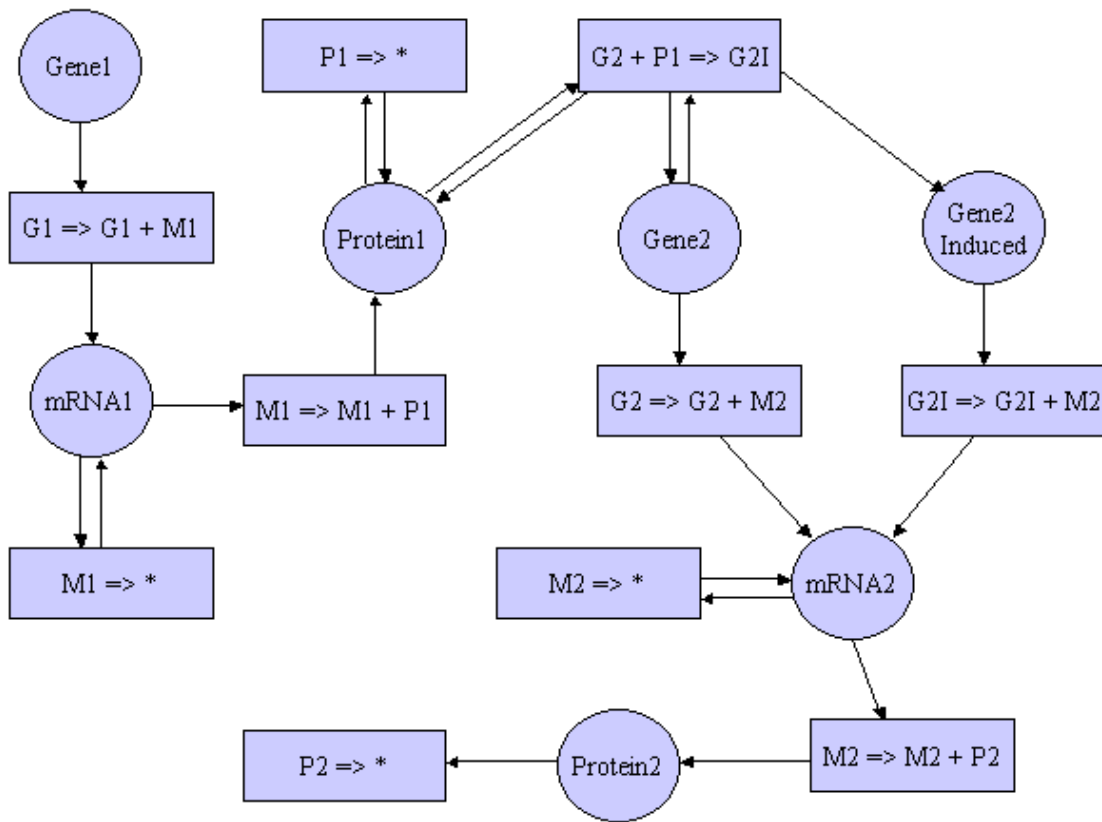 Gene1
P1 => *
G2 + P1 => G2I
G1 => G1 + M1
Protein1
Gene2
Gene2
Induced
mRNA1
M1 => M1 + P1
G2 => G2 + M2
G2I => G2I + M2
M1 => *
M2 => *
mRNA2
P2 => *
Protein2
M2 => M2 + P2